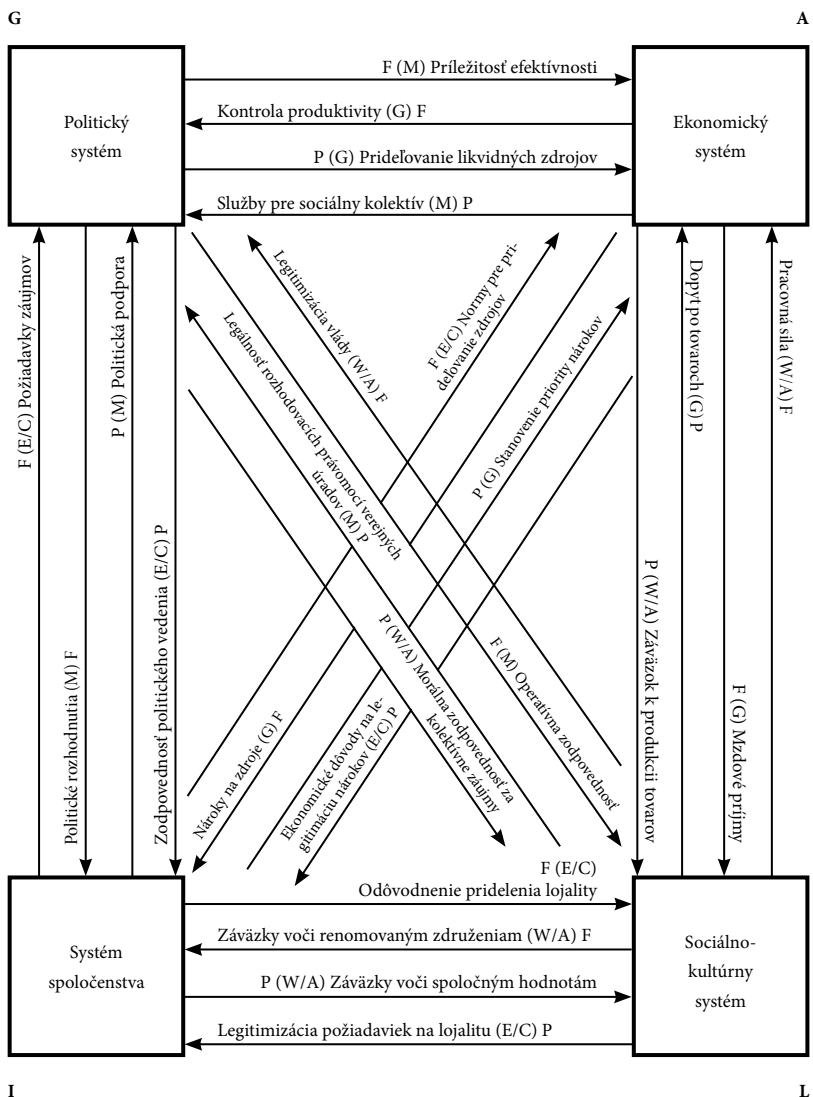 G
A
F (M) Príležitosť efektívnosti
Kontrola produktivity (G) F
Politický
systém
Ekonomický
systém
P (G) Prideľovanie likvidných zdrojov
Služby pre sociálny kolektív (M) P
F (E/C) Požiadavky záujmov
Politické rozhodnutia (M) F
P (M) Politická podpora
Zodpovednosť politického vedenia (E/C) P
Legitimizácia vlády (W/A) F
Legálnosť rozhodovacích právomocí verejných
úradov (M) P
F (E/C) Normy pre pri-
deľovanie zdrojov
P (G) Stanovenie priority nárokov
Nároky na zdroje (G) F
Ekonomické dôvody na le-
gitimáciu nárokov (E/C) P
P (W/A) Morálna zodpovednosť za
kolektívne záujmy
F (M) Operatívna zodpovednosť
P (W/A) Záväzok k produkcii tovarov
Dopyt po tovaroch (G) P
F (G) Mzdové príjmy
Pracovná sila (W/A) F
F (E/C)
Odôvodnenie pridelenia lojality
Záväzky voči renomovaným združeniam (W/A) F
Systém
spoločenstva
Sociálno-
kultúrny
systém
P (W/A) Záväzky voči spoločným hodnotám
Legitimizácia požiadaviek na lojalitu (E/C) P
I
L